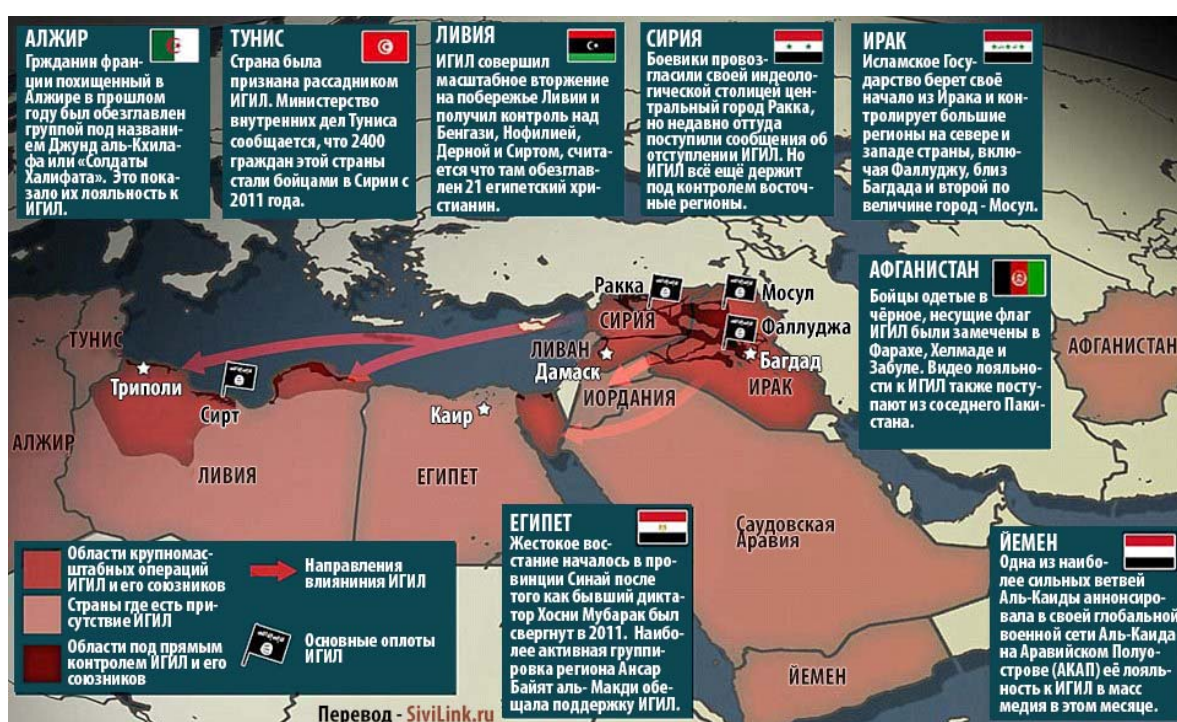 АЛЖИР
Гржданин фран-
ции похищенный в
Алжире в прошлом
году был обезглавлен
группой под названи-
ем Джунд аль-Кхила-
фа или «Солдаты
Халифата». Это пока-
зало их лояльность к
ИГИЛ.
ТУНИС
Страна была
признана рассадником
ИГИЛ. Министерство
внутренних дел Туниса
сообщается, что 2400
граждан этой страны
стали бойцами в Сирии с
2011 года.
ЛИВИЯ
ИГИЛ совершил
масштабное вторжение
на побережье Ливии и
получил контроль над
Бенгази, Нофилией,
Дерной и Сиртом, счита-
ется что там обезглав-
лен 21 египетский хри-
стианин.
СИРИЯ
Боевики провоз-
гласили своей индеоло-
гической столицей цен-
тральный город Ракка,
но недавно оттуда
поступили сообщения об
отступлении ИГИЛ. Но
ИГИЛ всё ещё держит
под контролем восточ-
ные регионы.
ИРАК
Исламское Госу-
дарство берет своё
начало из Ирака и кон-
тролирует большие
регионы на севере и
западе страны, вклю-
чая Фаллуджу, близ
Багдада и второй по
величине город - Мосул.
АФГАНИСТАН
Бойцы одетые в
чёрное, несущие флаг
ИГИЛ были замечены в
Фарахе, Хелмаде и
Забуле. Видео лояльно-
сти к ИГИЛ также посту-
пают из соседнего Паки-
стана.
Ракка
Мосул
СИРИЯ
Фаллуджа
ТУНИС
ЛИВАН
Багдад
АФГАНИСТАН
Дамаск
Триполи
ИОРДАНИЯ
ИРАК
Сирт
Каир
АЛЖИР
ЛИВИЯ
ЕГИПЕТ
Саудовская
Аравия
ЙЕМЕН
Области крупномас-
штабных операций
ИГИЛ и его союзников
Страны где есть при-
сутствие ИГИЛ
Области под прямым
контролем ИГИЛ и его
союзников
Направления
влияниния ИГИЛ
Основные оплоты
ИГИЛ
ЕГИПЕТ
Жестокое вос-
стание началось в про-
винции Синай после
того как бывший дикта-
тор Хосни Мубарак был
свергнут в 2011. Наибо-
лее активная группи-
ровка региона Ансар
Байят аль- Макди обе-
щала поддержку ИГИЛ.
ЙЕМЕН
Одна из наибо-
лее сильных ветвей
Аль-Каиды аннонсиро-
вала в своей глобальной
военной сети Аль-Каида
на Аравийском Полуо-
строве (АКАП) её лояль-
ность к ИГИЛ в масс
медия в этом месяце.
Перевод - SiviLink.ru